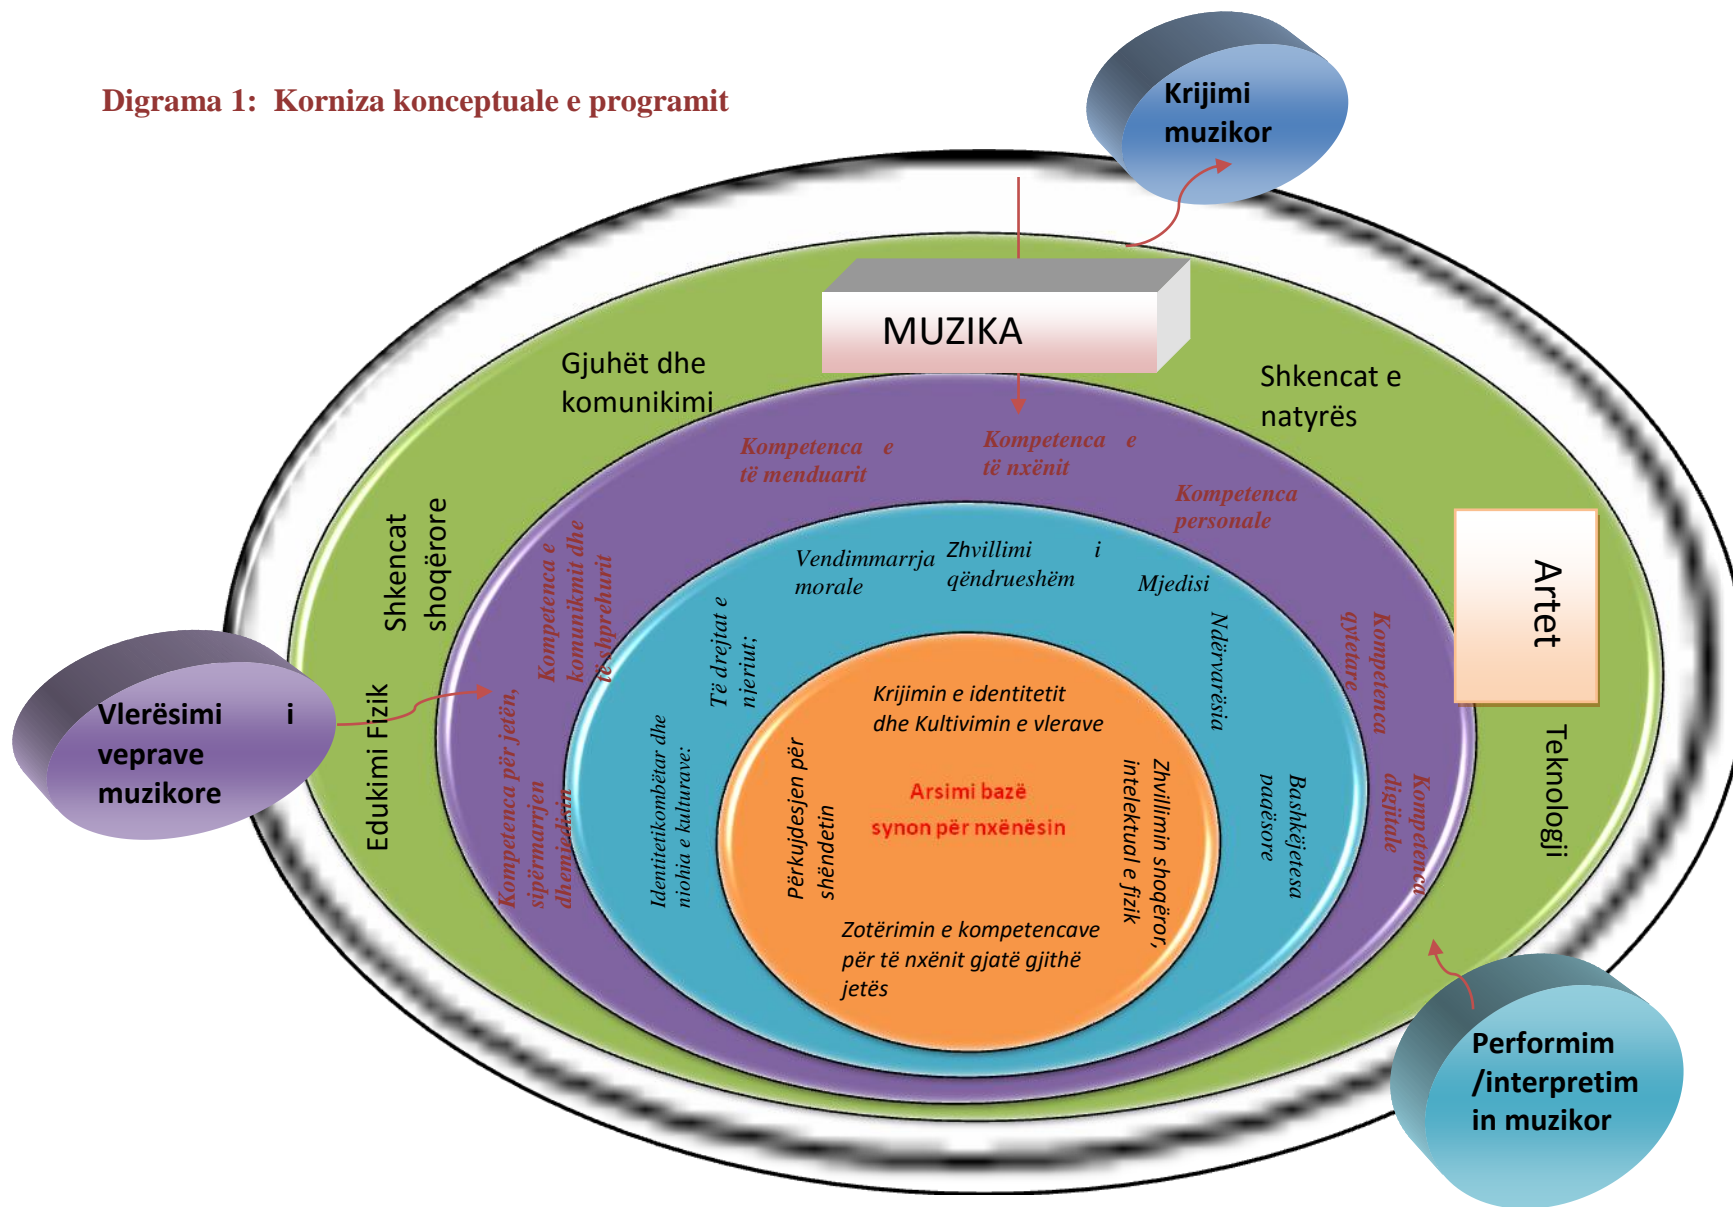 Digrama 1: Korniza konceptuale e programit
Krijimi
muzikor
MUZIKA
Gjuhët dhe
komunikimi
Shkencat e
natyrës
Shkencat
shoqërore
Edukimi Fizik
Artet
Teknologji
Kompetenca e
të menduarit
Kompetenca e
të nxënit
Kompetenca
personale
Kompetenca e
komunikmit dhe
të shprehurit
Kompetenca për jetën,
sipërmarrjen
dhemjedisin
Kompetenca
qytetare
Kompetenca
digjitale
Vendimmarrja
morale
Zhvillimi i
qëndrueshëm
Mjedisi
Të drejtat e
njeriut;
Ndërvarësia
Identitetikombëtar dhe
niohia e kulturave:
Bashkëjetesa
paqësore
Krijimin e identitetit
dhe Kultivimin e vlerave
Përkujdesjen për
shëndetin
Arsimi bazë
synon për nxënësin
Zhvillimin shoqëror,
intelektual e fizik
Zotërimin e kompetencave
për të nxënit gjatë gjithë
jetës
Vlerësimi i
veprave
muzikore
Performim
/interpretim
in muzikor